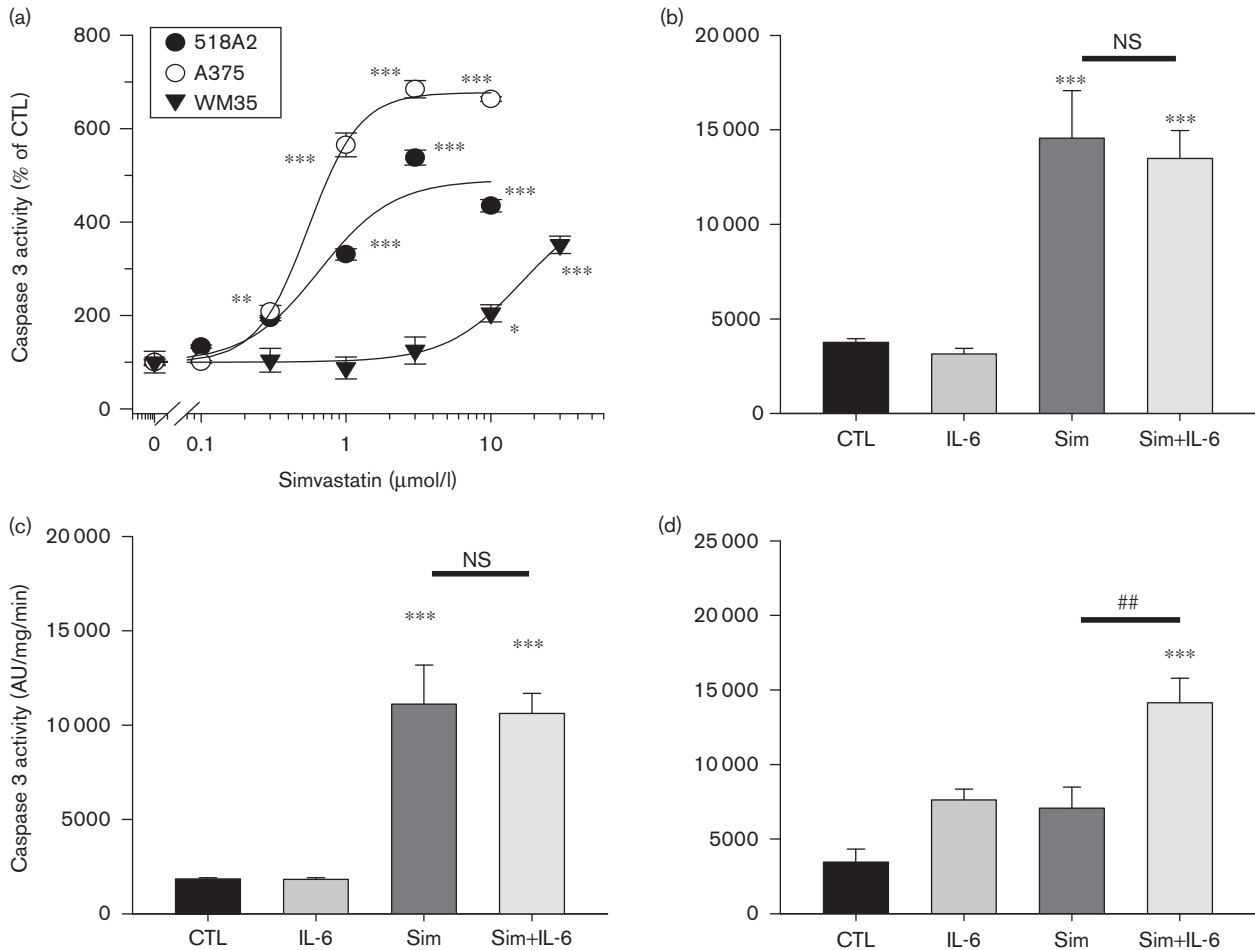 (a)
Caspase 3 activity (% of CTL)
800
600
400
200
0
518A2
A375
WM35
***
***
***
***
***
***
**
***
*
0
0.1
1
10
Simvastatin (μmol/l)
(b)
20 000
15 000
10 000
5000
0
NS
***
***
CTL
IL-6
Sim
Sim+IL-6
(c)
Caspase 3 activity (AU/mg/min)
20 000
15 000
10 000
5000
0
NS
***
***
CTL
IL-6
Sim
Sim+IL-6
(d)
25 000
20 000
15 000
10 000
5000
0
##
***
CTL
IL-6
Sim
Sim+IL-6